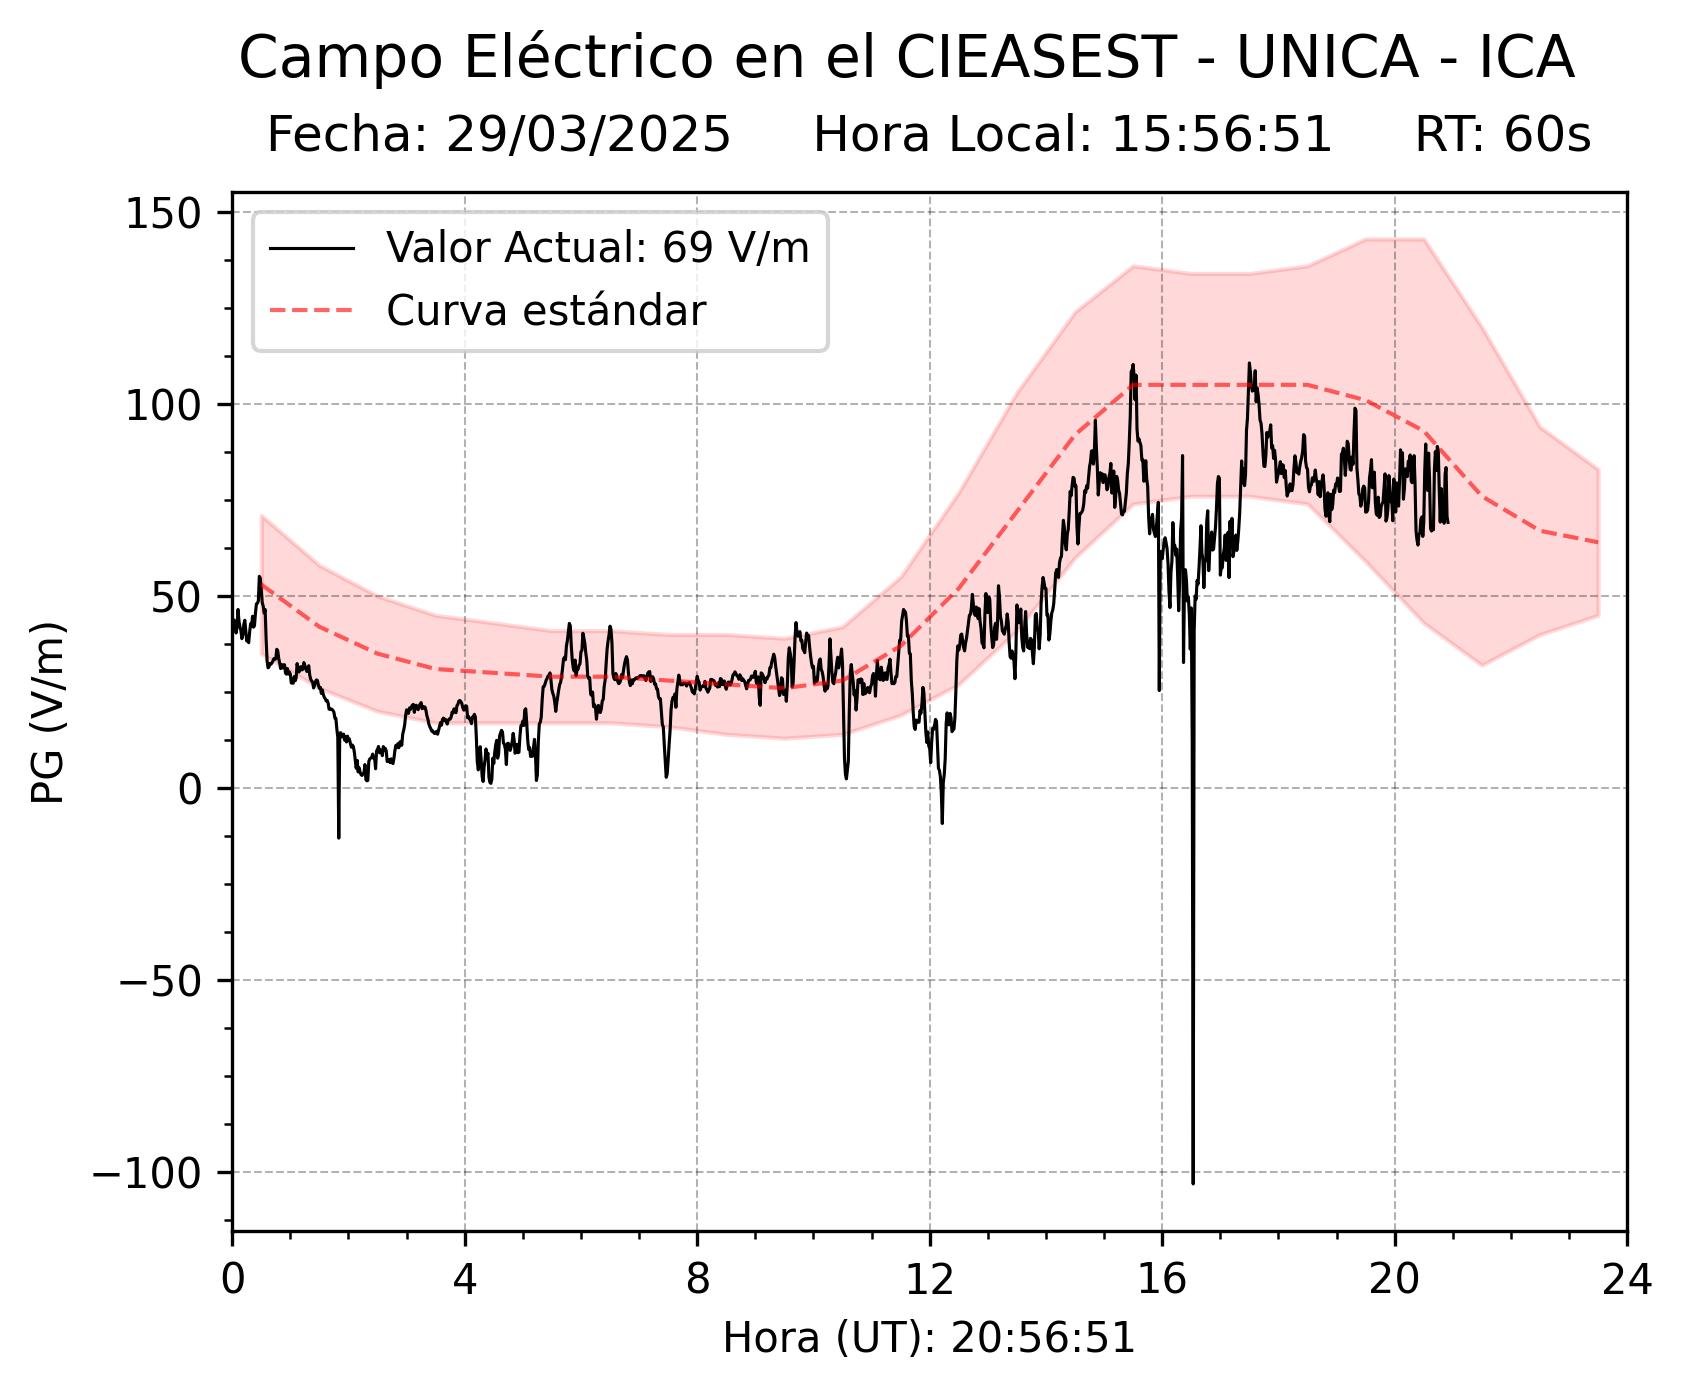 Campo Eléctrico en el CIEASEST - UNICA - ICA
Fecha: 29/03/2025 Hora Local: 15:56:51 RT: 60s
Valor Actual: 69 V/m
Curva estándar
PG (V/m)
150
100
50
0
−50
−100
0 4 8 12 16 20 24
Hora (UT): 20:56:51